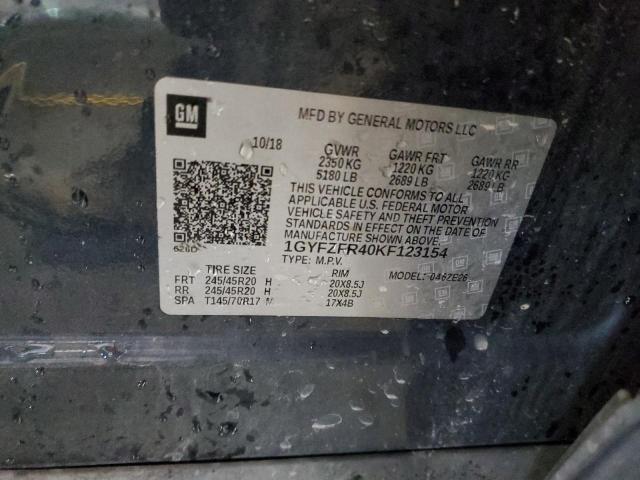 GM
MFD BY GENERAL MOTORS LLC
10/18 GVWR GAWR FRT GAWR RR
2350 KG 1220 KG 1220 KG
5180 LB 2689 LB 2689 LB
THIS VEHICLE CONFORMS TO ALL
APPLICABLE U.S. FEDERAL MOTOR
VEHICLE SAFETY AND THEFT PREVENTION
STANDARDS IN EFFECT ON THE DATE OF
MANUFACTURE SHOWN ABOVE.
1GYFZFR40KF123154
TYPE: M.P.V.
MODEL: 046ZE26
TIRE SIZE RIM
FRT 245/45R20 H 20X8.5J
RR 245/45R20 H 20X8.5J
SPA T145/70R17 M 17X4B